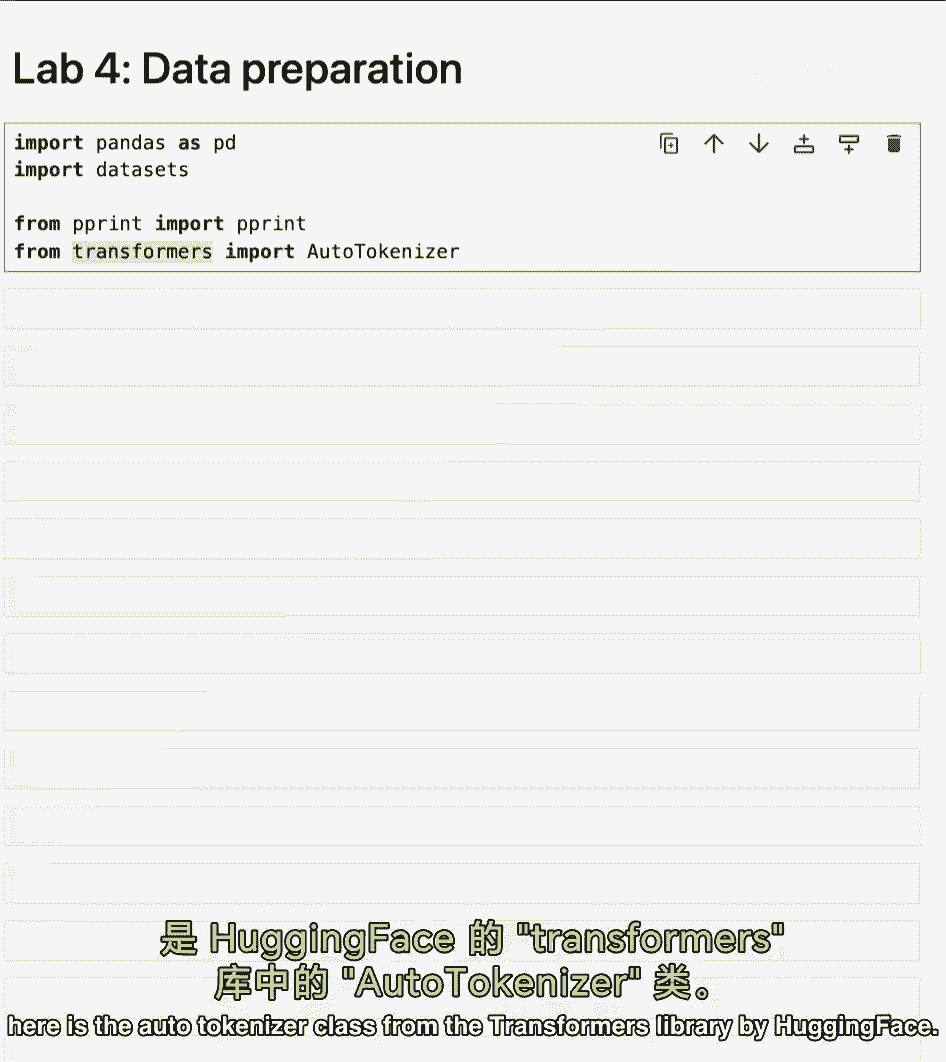 Lab 4: Data preparation
import pandas as pd
import datasets
from pprint import pprint
from transformers import AutoTokenizer
是 HuggingFace 的 "transformers"
库中的 "AutoTokenizer" 类。
here is the auto tokenizer class from the Transformers library by HuggingFace.